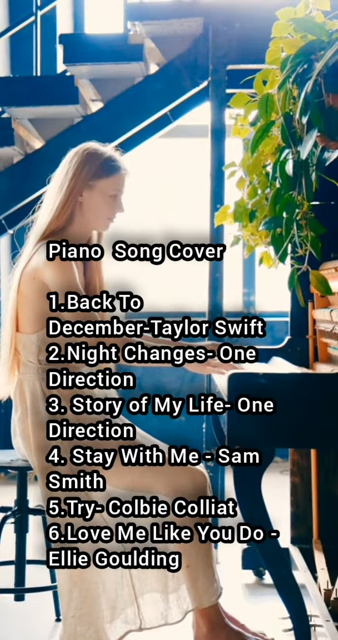 Piano Song Cover
1.Back To
December-Taylor Swift
2.Night Changes- One
Direction
3. Story of My Life- One
Direction
4. Stay With Me - Sam
Smith
5.Try- Colbie Colliat
6.Love Me Like You Do -
Ellie Goulding